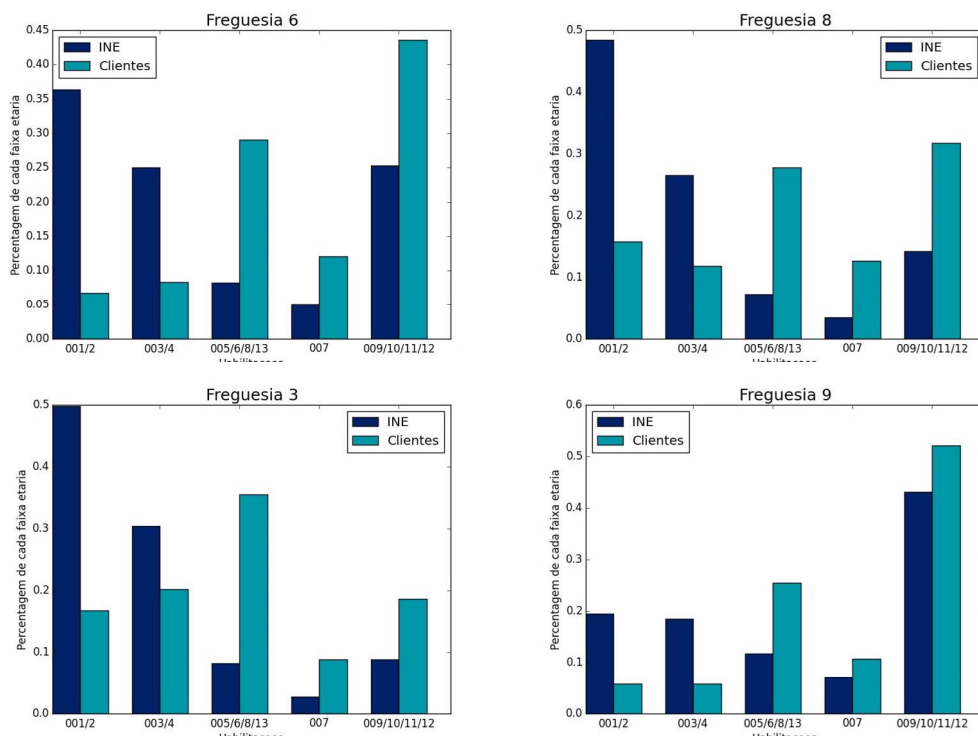 Freguesia 6
INE
Clientes
Percentagem de cada faixa etaria
0.45
0.40
0.35
0.30
0.25
0.20
0.15
0.10
0.05
0.00
001/2 003/4 005/6/8/13 007 009/10/11/12
Freguesia 8
INE
Clientes
Percentagem de cada faixa etaria
0.5
0.4
0.3
0.2
0.1
0.0
001/2 003/4 005/6/8/13 007 009/10/11/12
Freguesia 3
INE
Clientes
Percentagem de cada faixa etaria
0.5
0.4
0.3
0.2
0.1
0.0
001/2 003/4 005/6/8/13 007 009/10/11/12
Freguesia 9
INE
Clientes
Percentagem de cada faixa etaria
0.6
0.5
0.4
0.3
0.2
0.1
0.0
001/2 003/4 005/6/8/13 007 009/10/11/12